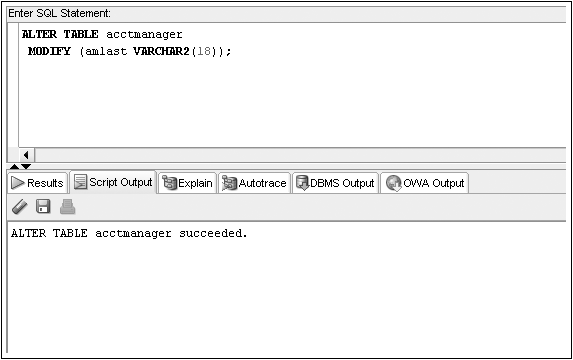 Enter SQL Statement:
ALTER TABLE acctmanager
MODIFY (amlast VARCHAR2(18));
Results Script Output Explain Autotrace DBMS Output OWA Output
ALTER TABLE acctmanager succeeded.